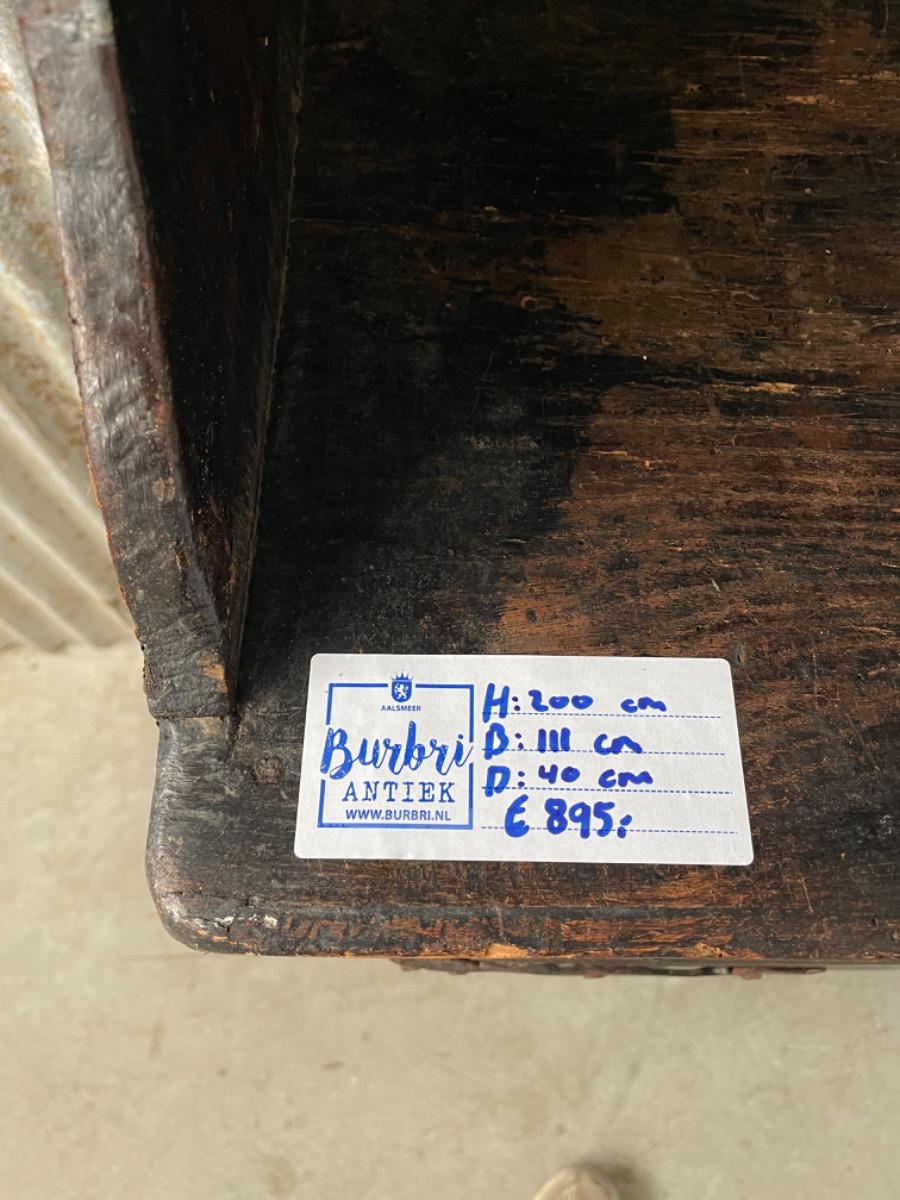 AALSMEER
Burbri
ANTIEK
WWW.BURBRI.NL
H: 200 cm
B: 111 cm
D: 40 cm
€ 895,-